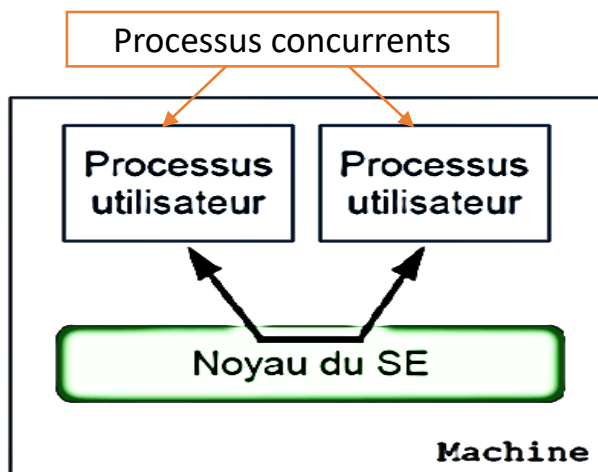 Processus concurrents
Processus Processus
utilisateur utilisateur
Noyau du SE
Machine